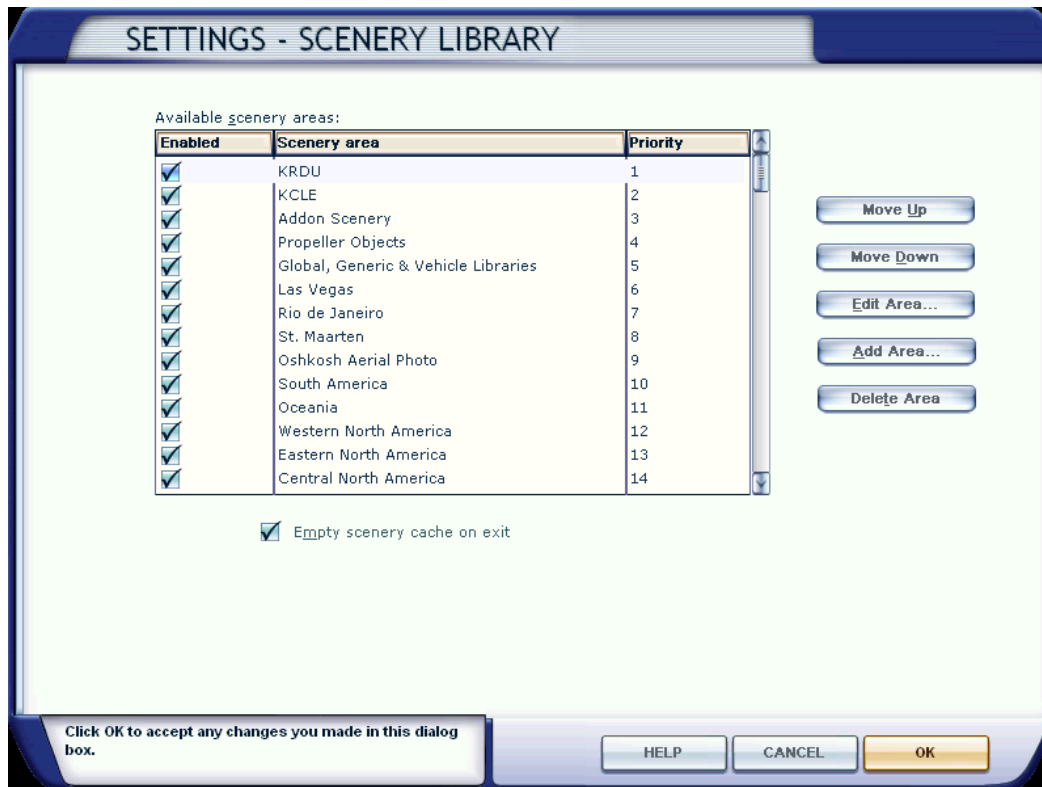 SETTINGS - SCENERY LIBRARY
Available scenery areas:
Enabled Scenery area Priority
KRDU 1
KCLE 2
Addon Scenery 3
Propeller Objects 4
Global, Generic & Vehicle Libraries 5
Las Vegas 6
Rio de Janeiro 7
St. Maarten 8
Oshkosh Aerial Photo 9
South America 10
Oceania 11
Western North America 12
Eastern North America 13
Central North America 14
Move Up
Move Down
Edit Area...
Add Area...
Delete Area
Empty scenery cache on exit
Click OK to accept any changes you made in this dialog
box.
HELP CANCEL OK